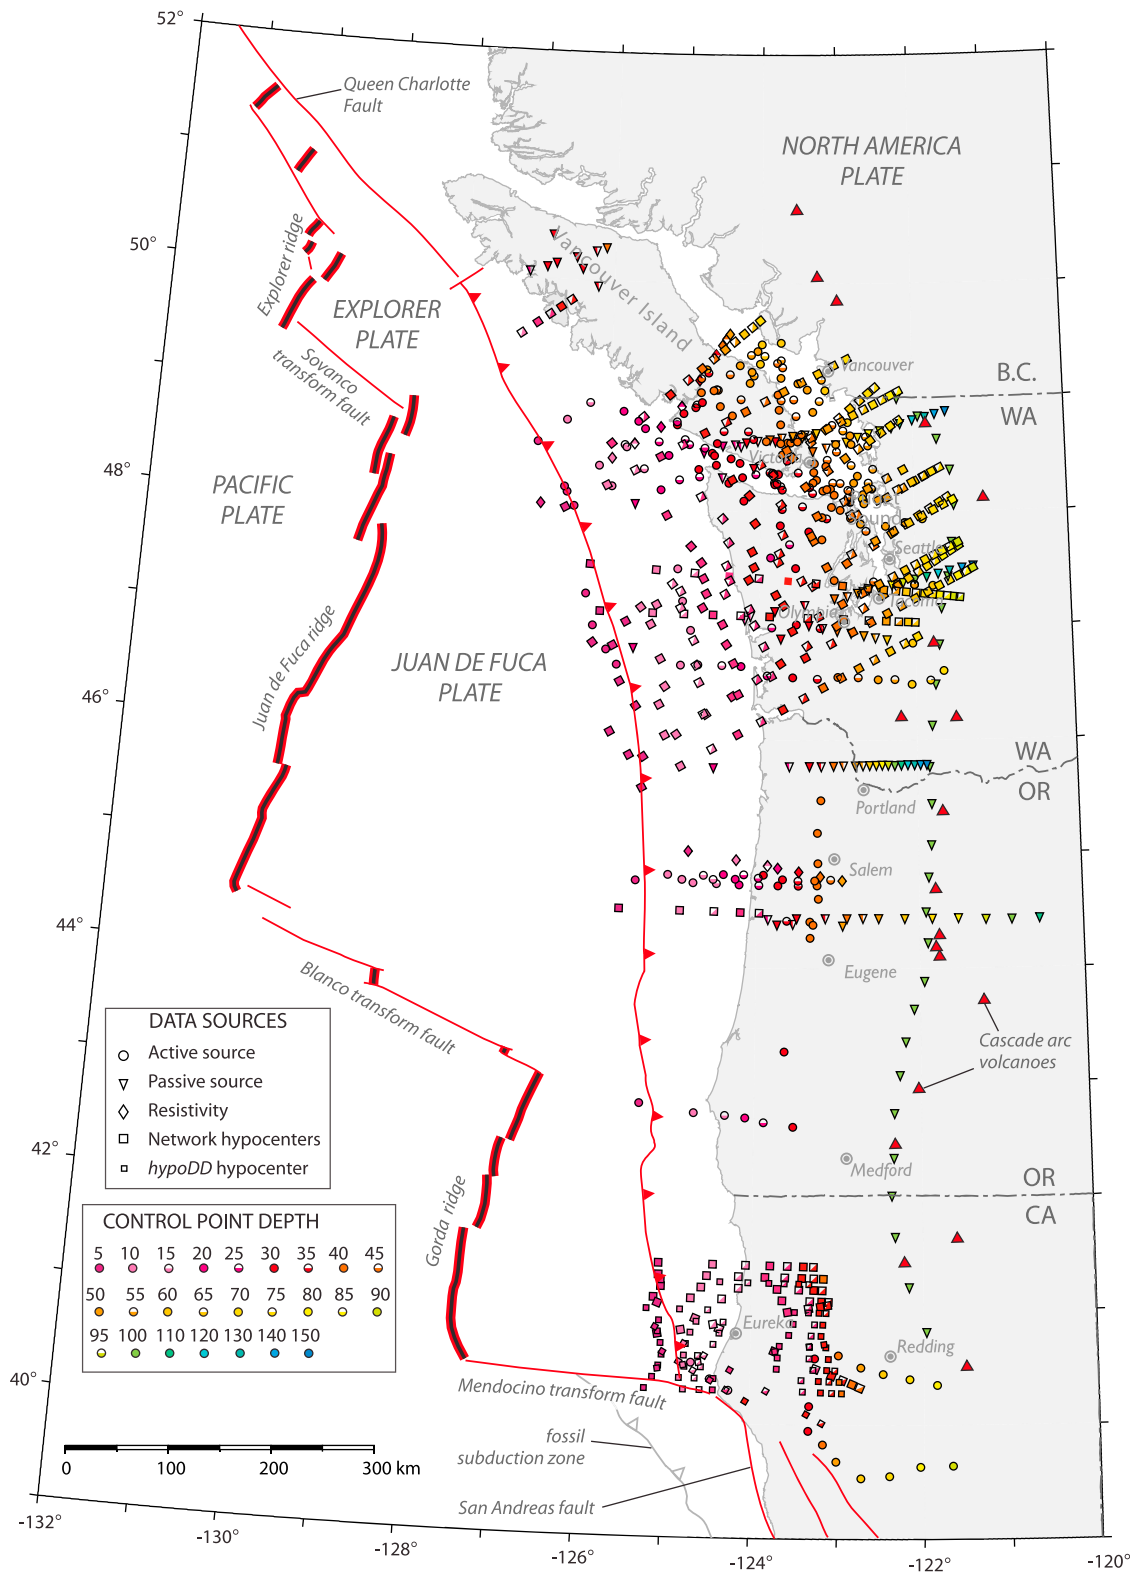 52°
Queen Charlotte
Fault
NORTH AMERICA
PLATE
50°
Explorer ridge
Vancouver Island
EXPLORER
PLATE
Sovanco
transform fault
Vancouver
B.C.
WA
Victoria
PACIFIC
PLATE
48°
Puget
Sound
Seattle
Tacoma
Olympia
Juan de Fuca ridge
JUAN DE FUCA
PLATE
46°
WA
OR
Portland
Salem
44°
Eugene
Blanco transform fault
Cascade arc
volcanoes
DATA SOURCES
Active source
Passive source
Resistivity
Network hypocenters
hypoDD hypocenter
42°
Medford
OR
CA
Gorda ridge
CONTROL POINT DEPTH
5 10 15 20 25 30 35 40 45
50 55 60 65 70 75 80 85 90
95 100 110 120 130 140 150
Eureka
Redding
40°
Mendocino transform fault
fossil
subduction zone
San Andreas fault
0 100 200 300 km
-132°
-130°
-128°
-126°
-124°
-122°
-120°